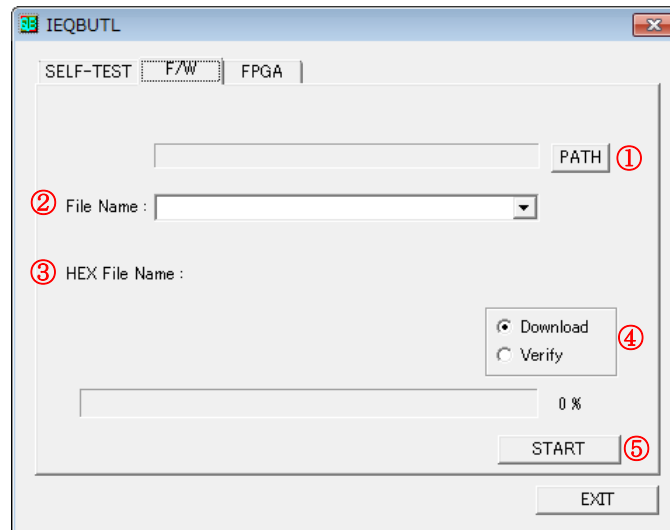 IEQBUTL
SELF-TEST F/W FPGA
PATH ①
② File Name :
③ HEX File Name :
Download
④
Verify
0 %
START ⑤
EXIT